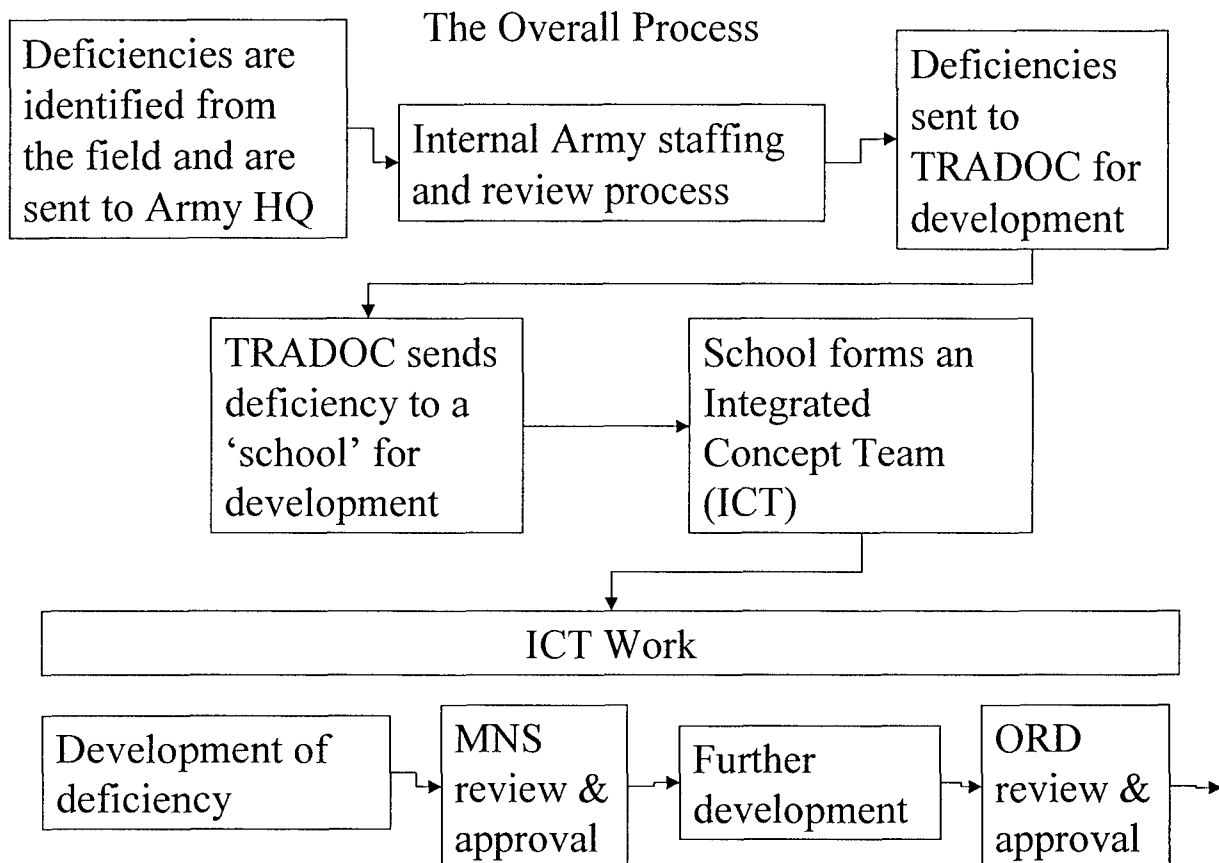 The Overall Process
Deficiencies are
identified from
the field and are
sent to Army HQ
Internal Army staffing
and review process
Deficiencies
sent to
TRADOC for
development
TRADOC sends
deficiency to a
‘school’ for
development
School forms an
Integrated
Concept Team
(ICT)
ICT Work
Development of
deficiency
MNS
review &
approval
Further
development
ORD
review &
approval